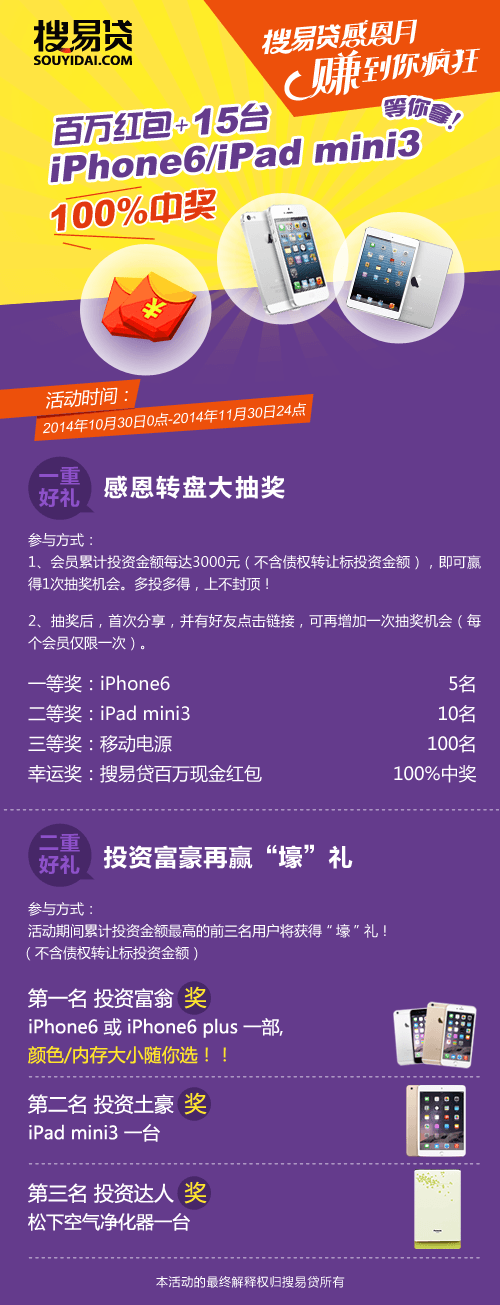 搜易贷
SOUYIDAI.COM
搜易贷感恩月
赚到你疯狂
百万红包+15台
等你拿!
iPhone6/iPad mini3
100%中奖
¥
活动时间：
2014年10月30日0点-2014年11月30日24点
一重
好礼
感恩转盘大抽奖
参与方式：
1、会员累计投资金额每达3000元（不含债权转让标投资金额），即可赢
得1次抽奖机会。多投多得，上不封顶！
2、抽奖后，首次分享，并有好友点击链接，可再增加一次抽奖机会（每
个会员仅限一次）。
一等奖：iPhone6 5名
二等奖：iPad mini3 10名
三等奖：移动电源 100名
幸运奖：搜易贷百万现金红包 100%中奖
二重
好礼
投资富豪再赢“壕”礼
参与方式：
活动期间累计投资金额最高的前三名用户将获得“壕”礼！
（不含债权转让标投资金额）
第一名 投资富翁 奖
iPhone6 或 iPhone6 plus 一部,
颜色/内存大小随你选！！
第二名 投资土豪 奖
iPad mini3 一台
第三名 投资达人 奖
松下空气净化器一台
本活动的最终解释权归搜易贷所有